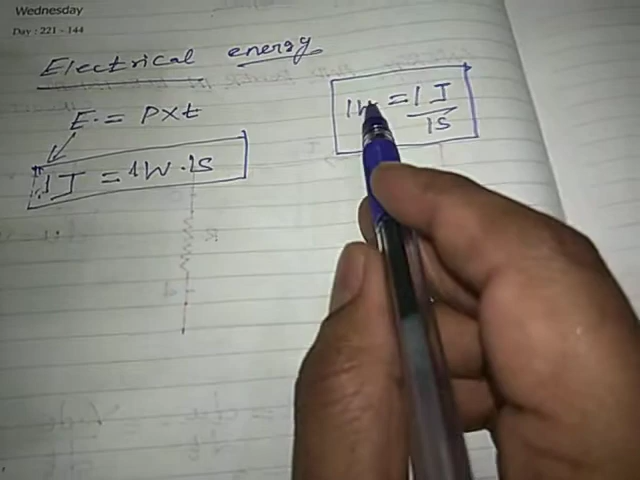 Wednesday
Day : 221 - 144
Electrical energy
E = P×t
1J = 1W . 1s
1W = 1J
1S